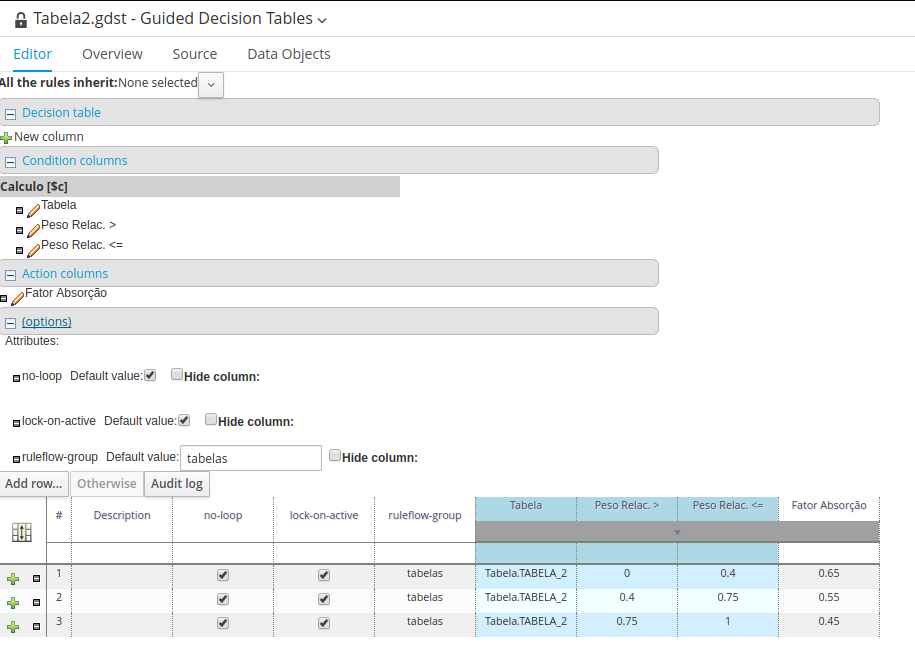 Tabela2.gdst - Guided Decision Tables
Editor Overview Source Data Objects
All the rules inherit:None selected
Decision table
New column
Condition columns
Calculo [$c]
Tabela
Peso Relac. >
Peso Relac. <=
Action columns
Fator Absorção
(options)
Attributes:
no-loop Default value: Hide column:
lock-on-active Default value: Hide column:
ruleflow-group Default value: tabelas Hide column:
Add row... Otherwise Audit log
# Description no-loop lock-on-active ruleflow-group Tabela Peso Relac. > Peso Relac. <= Fator Absorção
1 tabelas Tabela.TABELA_2 0 0.4 0.65
2 tabelas Tabela.TABELA_2 0.4 0.75 0.55
3 tabelas Tabela.TABELA_2 0.75 1 0.45